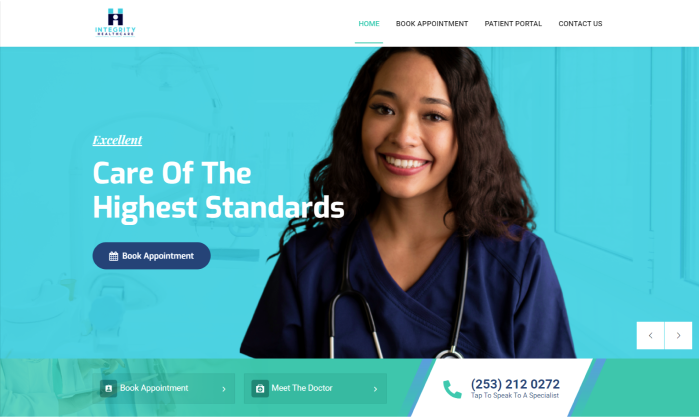 INTEGRITY
HEALTHCARE
HOME BOOK APPOINTMENT PATIENT PORTAL CONTACT US
Excellent
Care Of The
Highest Standards
Book Appointment
Book Appointment
Meet The Doctor
(253) 212 0272
Tap To Speak To A Specialist